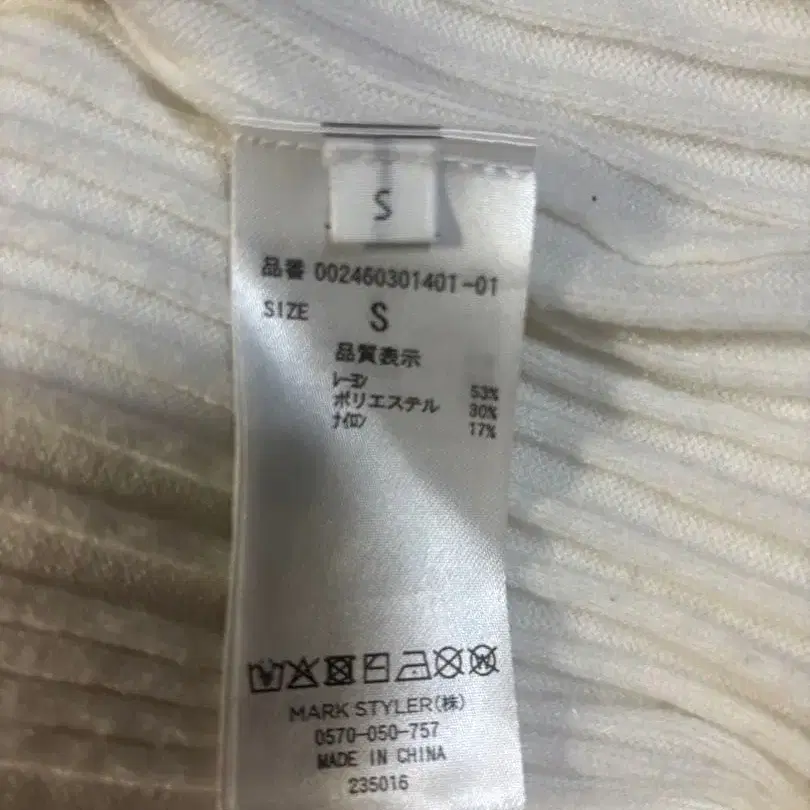 S
品番 002460301401-01
SIZE S
品質表示
レーヨン 53%
ポリエステル 30%
ナイロン 17%
MARK STYLER(株)
0570-050-757
MADE IN CHINA
235016